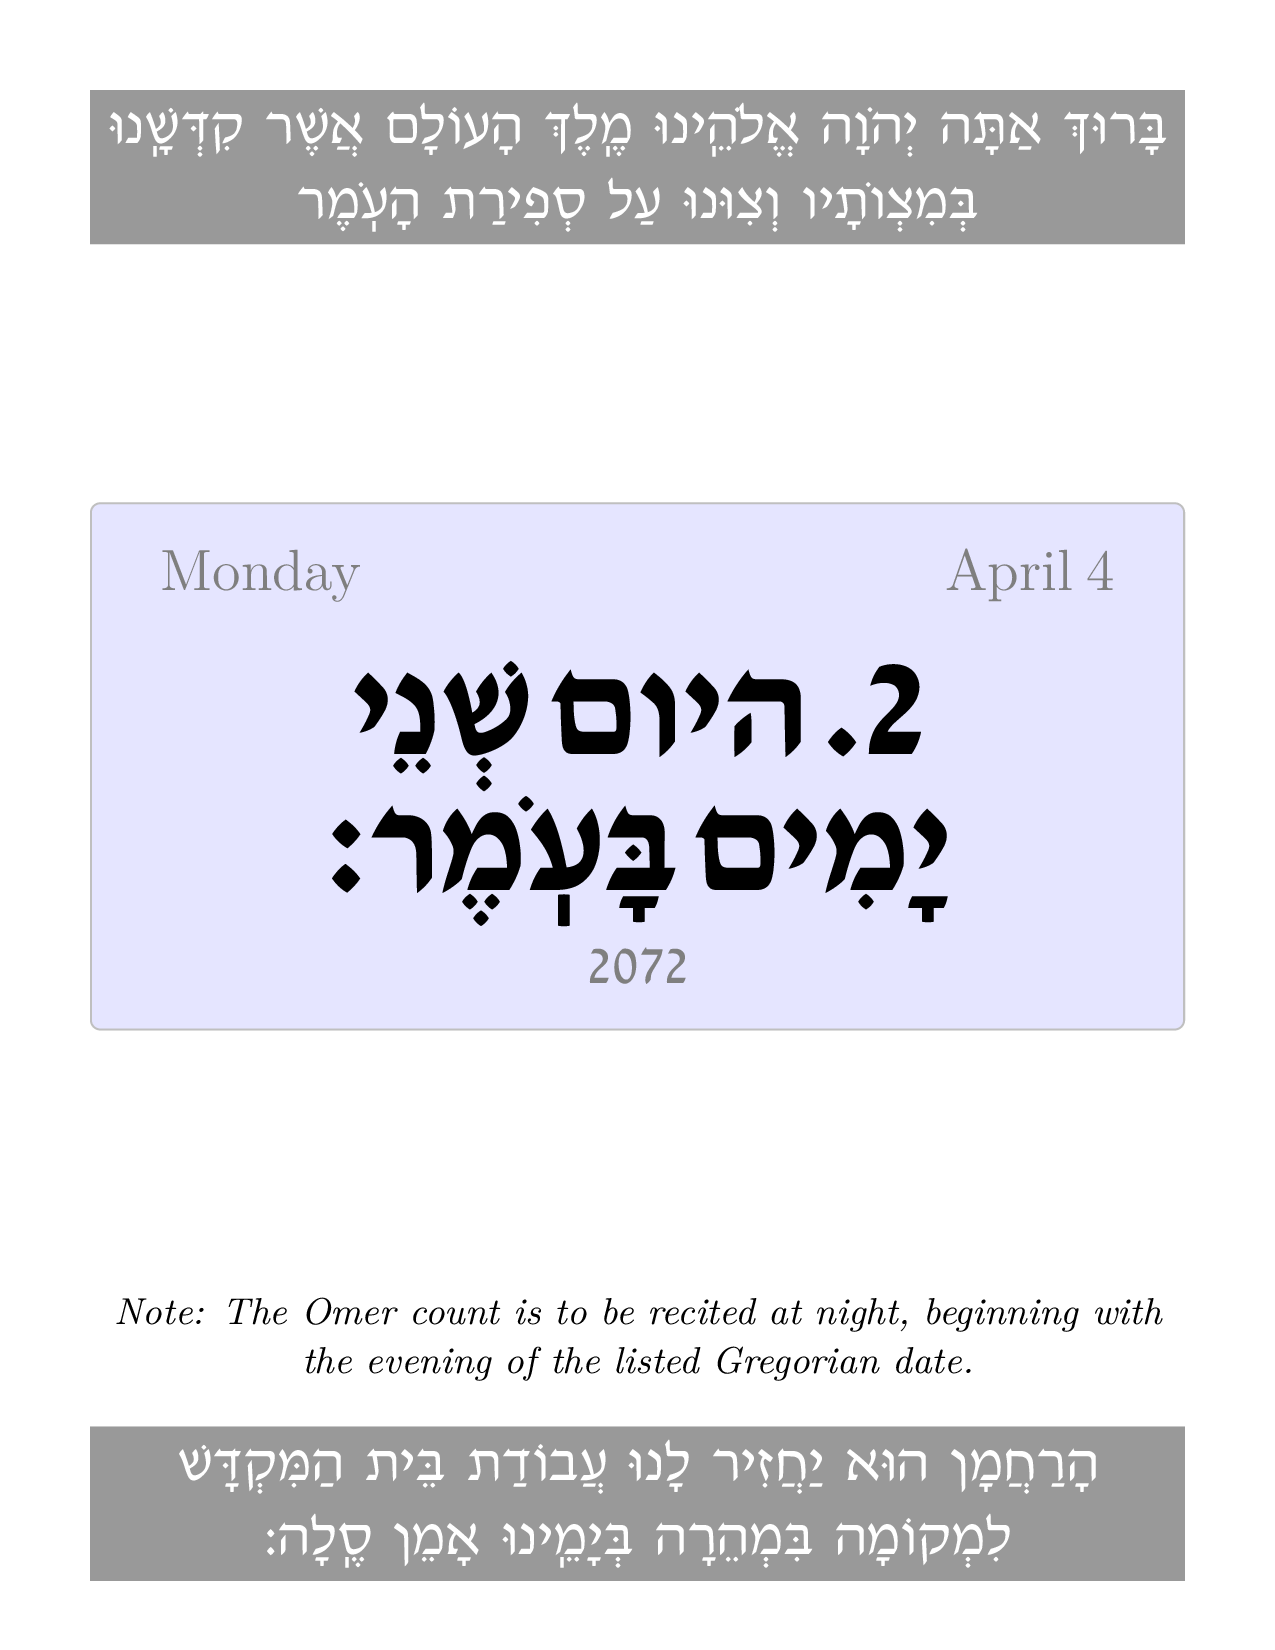 בָּרוּךְ אַתָּה יְהֹוָה אֱלֹהֵֽינוּ מֶֽלֶךְ הָעוֹלָם אֲשֶׁר קִדְּשָֽׁנוּ
בְּמִצְוֹתָיו וְצִוּנוּ עַל סְפִירַת הָעֹֽמֶר
Monday April 4
2. היום שְׁנֵי
יָמִים בָּעֹֽמֶר:
2072
Note: The Omer count is to be recited at night, beginning with
the evening of the listed Gregorian date.
הָרַחֲמָן הוּא יַחֲזִיר לָנוּ עֲבוֹדַת בֵּית הַמִּקְדָּשׁ
לִמְקוֹמָה בִּמְהֵרָה בְּיָמֵֽינוּ אָמֵן סֶֽלָה: